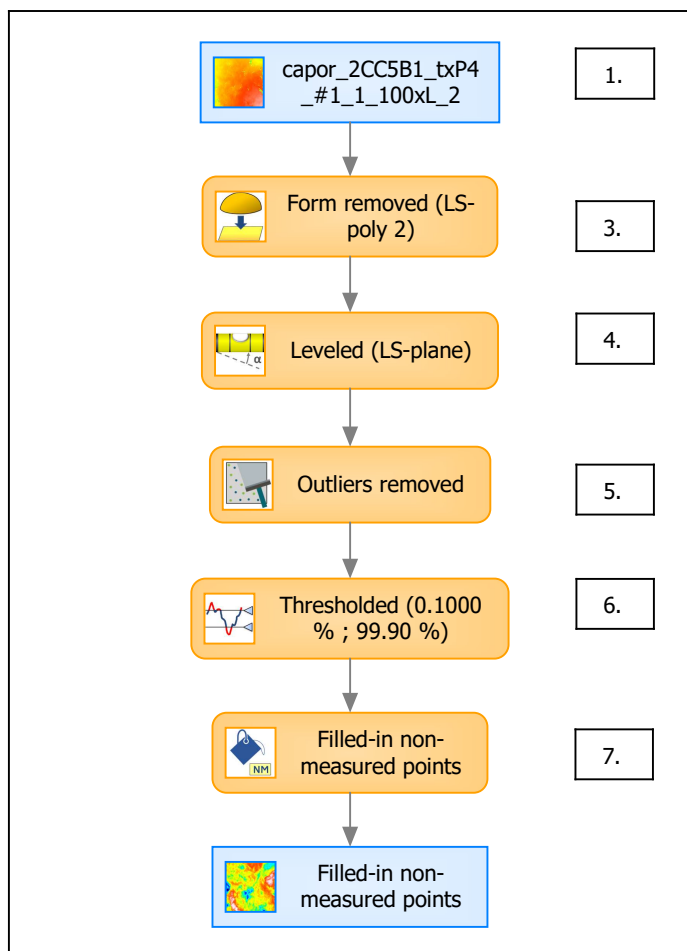 capor_2CC5B1_txP4
_#1_1_100xL_2
1.
Form removed (LS-
poly 2)
3.
α
Leveled (LS-plane)
4.
Outliers removed
5.
Thresholded (0.1000
% ; 99.90 %)
6.
NM
Filled-in non-
measured points
7.
Filled-in non-
measured points